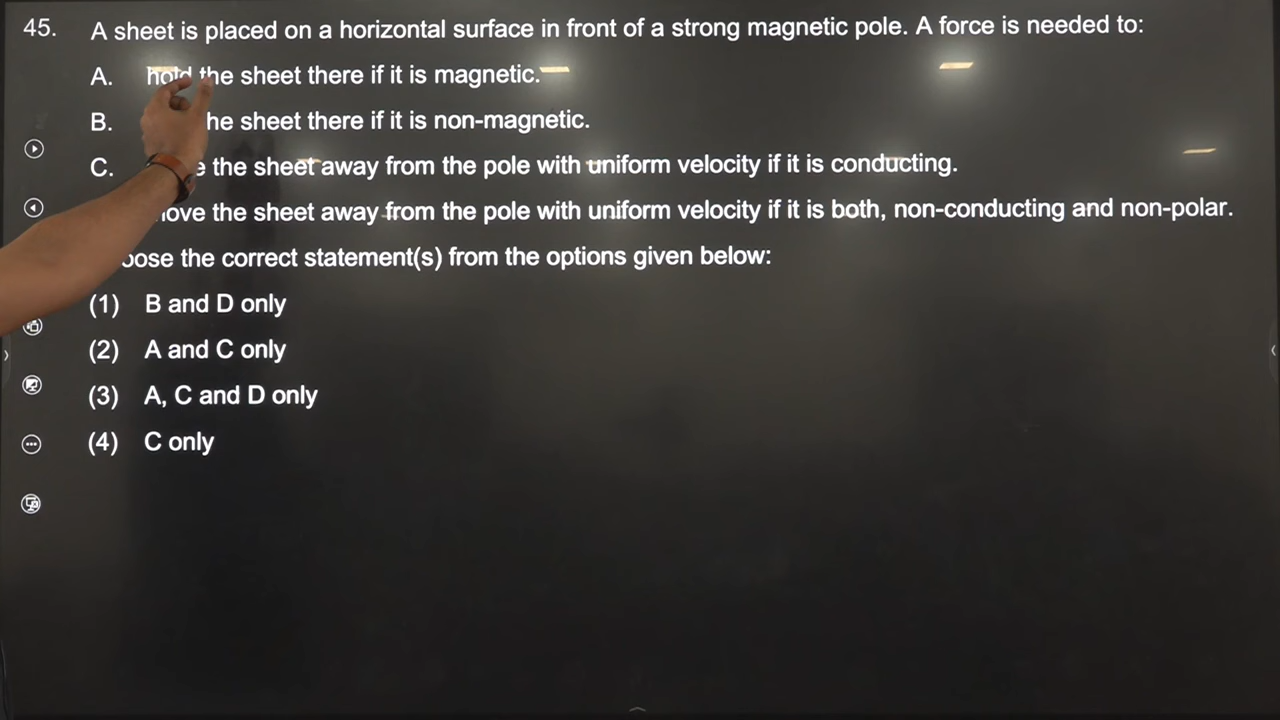 45. A sheet is placed on a horizontal surface in front of a strong magnetic pole. A force is needed to:
A. hold the sheet there if it is magnetic.
B. he sheet there if it is non-magnetic.
C. e the sheet away from the pole with uniform velocity if it is conducting.
ove the sheet away from the pole with uniform velocity if it is both, non-conducting and non-polar.
oose the correct statement(s) from the options given below:
(1) B and D only
(2) A and C only
(3) A, C and D only
(4) C only